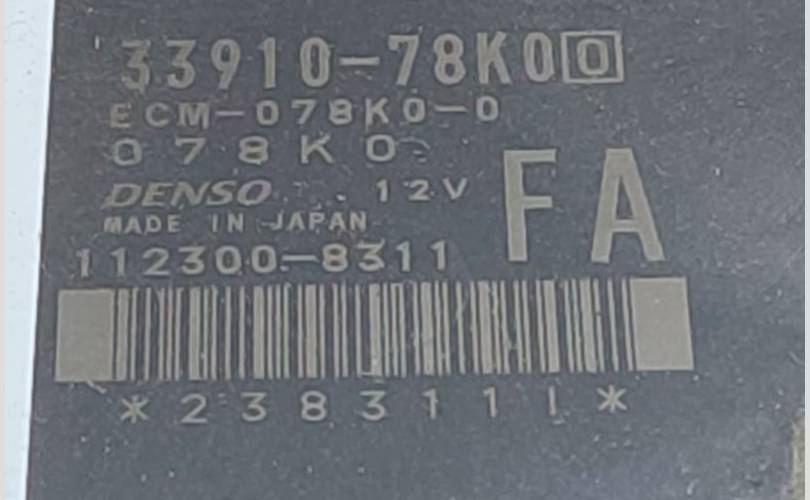 33910-78K00
ECM-078K0-0
078K0
DENSO 12V
FA
MADE IN JAPAN
112300-8311
*2383111*